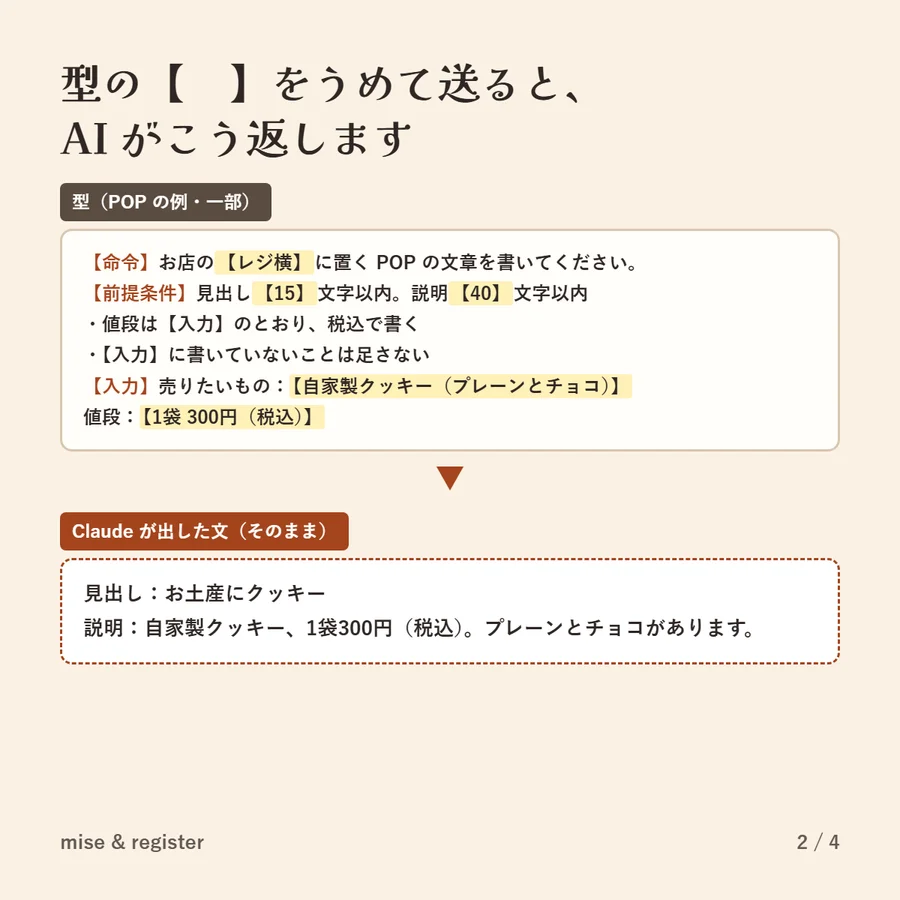 型の【　】をうめて送ると、
AI がこう返します
型（POP の例・一部）
【命令】お店の【レジ横】に置く POP の文章を書いてください。
【前提条件】見出し【15】文字以内。説明【40】文字以内
・値段は【入力】のとおり、税込で書く
・【入力】に書いていないことは足さない
【入力】売りたいもの：【自家製クッキー（プレーンとチョコ）】
値段：【1袋 300円（税込）】
Claude が出した文（そのまま）
見出し：お土産にクッキー
説明：自家製クッキー、1袋300円（税込）。プレーンとチョコがあります。
mise & register
2 / 4